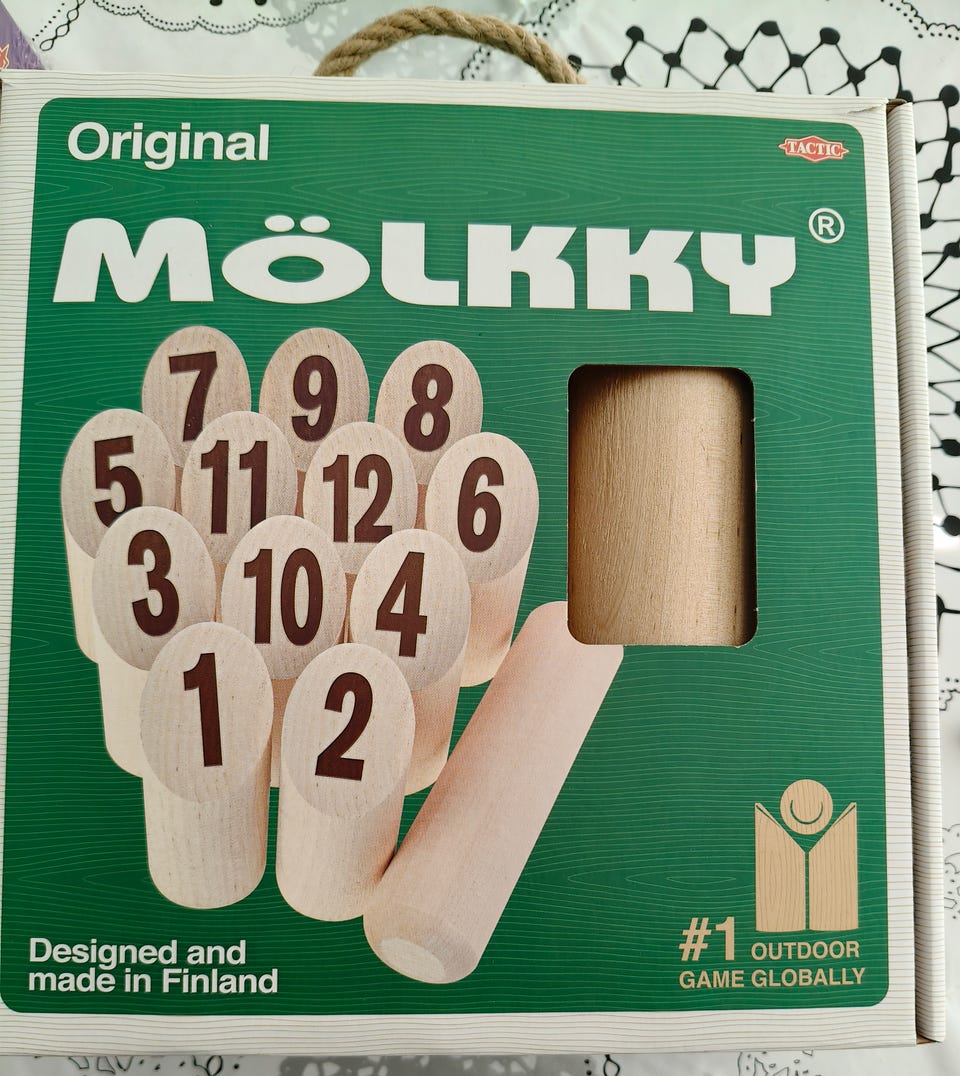 Original
TACTIC
MÖLKKY®
7 9 8
5 11 12 6
3 10 4
1 2
Designed and
made in Finland
#1 OUTDOOR
GAME GLOBALLY